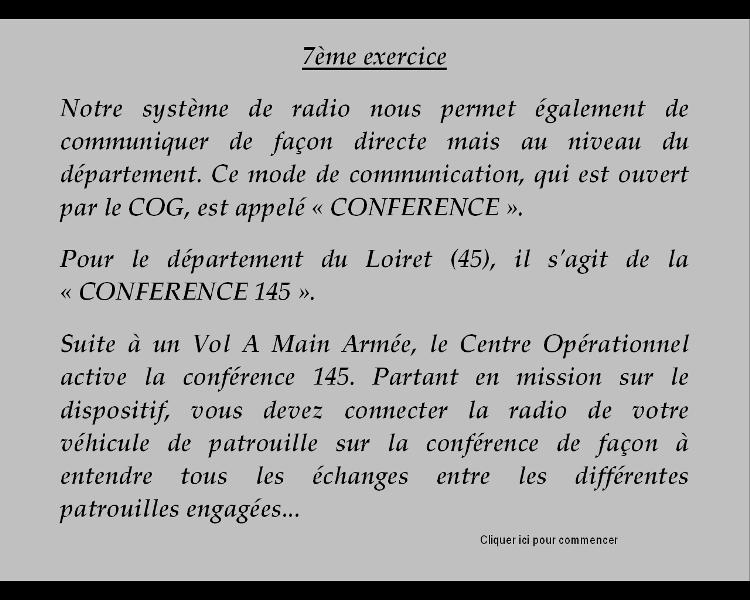 7ème exercice
Notre système de radio nous permet également de
communiquer de façon directe mais au niveau du
département. Ce mode de communication, qui est ouvert
par le COG, est appelé « CONFERENCE ».
Pour le département du Loiret (45), il s'agit de la
« CONFERENCE 145 ».
Suite à un Vol A Main Armée, le Centre Opérationnel
active la conférence 145. Partant en mission sur le
dispositif, vous devez connecter la radio de votre
véhicule de patrouille sur la conférence de façon à
entendre tous les échanges entre les différentes
patrouilles engagées...
Cliquer ici pour commencer